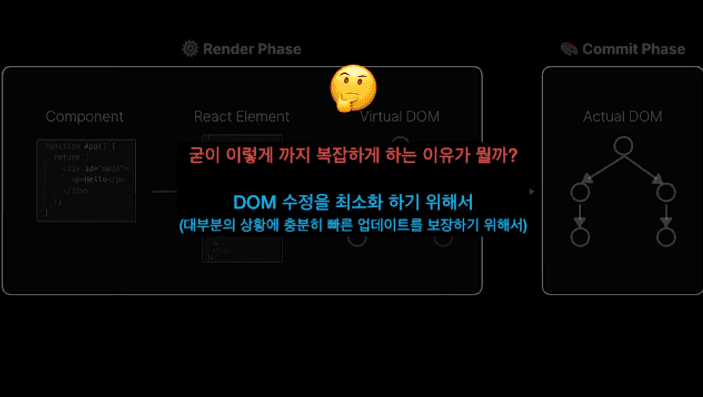 ⚙️ Render Phase
📚 Commit Phase
Component
React Element
Virtual DOM
Actual DOM
function App() {
return (
<div id="main">
<p>Hello</p>
</div>
);
}
굳이 이렇게 까지 복잡하게 하는 이유가 뭘까?
DOM 수정을 최소화 하기 위해서
(대부분의 상황에 충분히 빠른 업데이트를 보장하기 위해서)